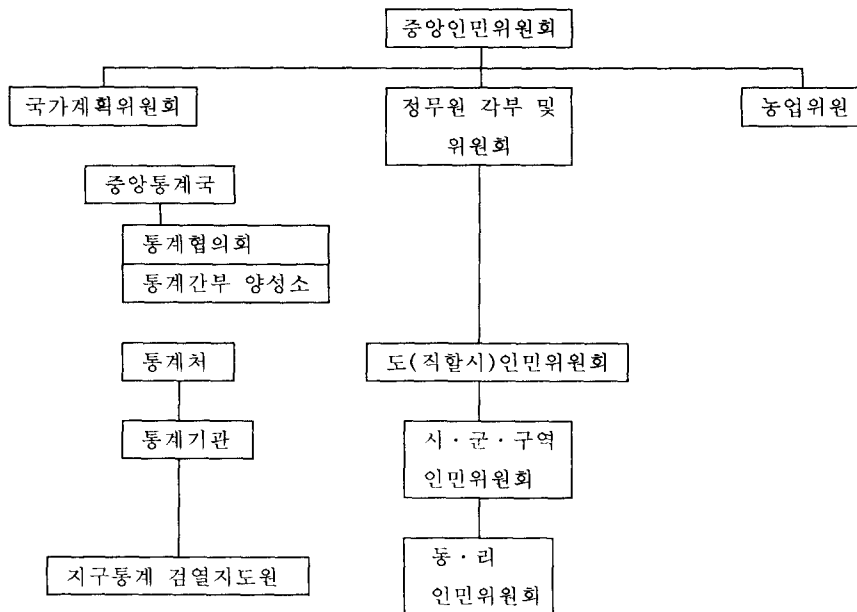 중앙인민위원회
국가계획위원회
정무원 각부 및
위원회
농업위원
중앙통계국
통계협의회
통계간부 양성소
통계처
도(직할시)인민위원회
통계기관
시·군·구역
인민위원회
지구통계 검열지도원
동·리
인민위원회